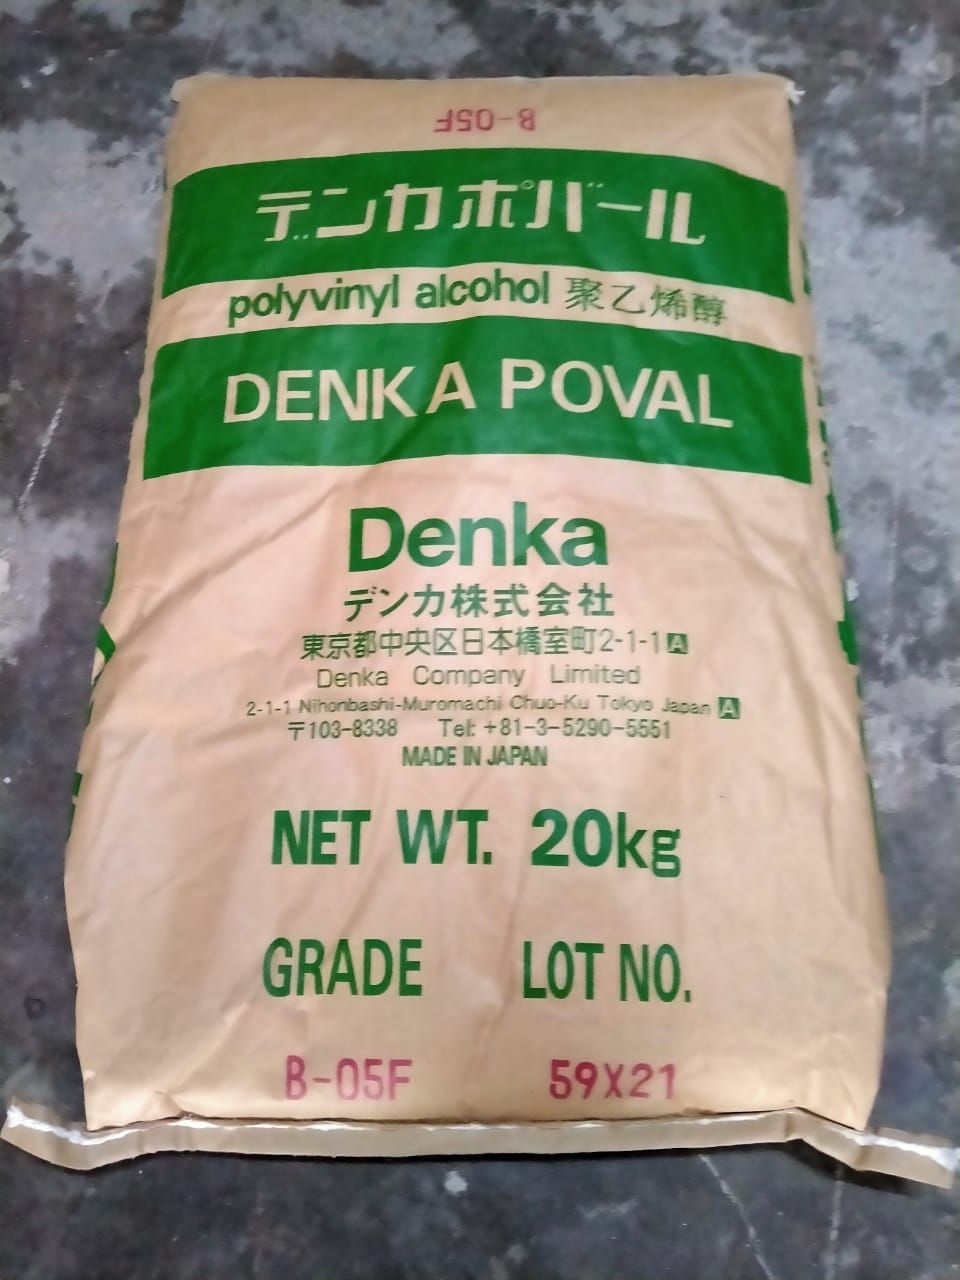 B-05F
デンカポバール
polyvinyl alcohol 聚乙烯醇
DENKA POVAL
Denka
デンカ株式会社
東京都中央区日本橋室町2-1-1 A
Denka Company Limited
2-1-1 Nihonbashi-Muromachi Chuo-Ku Tokyo Japan A
〒103-8338 Tel: +81-3-5290-5551
MADE IN JAPAN
NET WT. 20kg
GRADE LOT NO.
B-05F 59X21